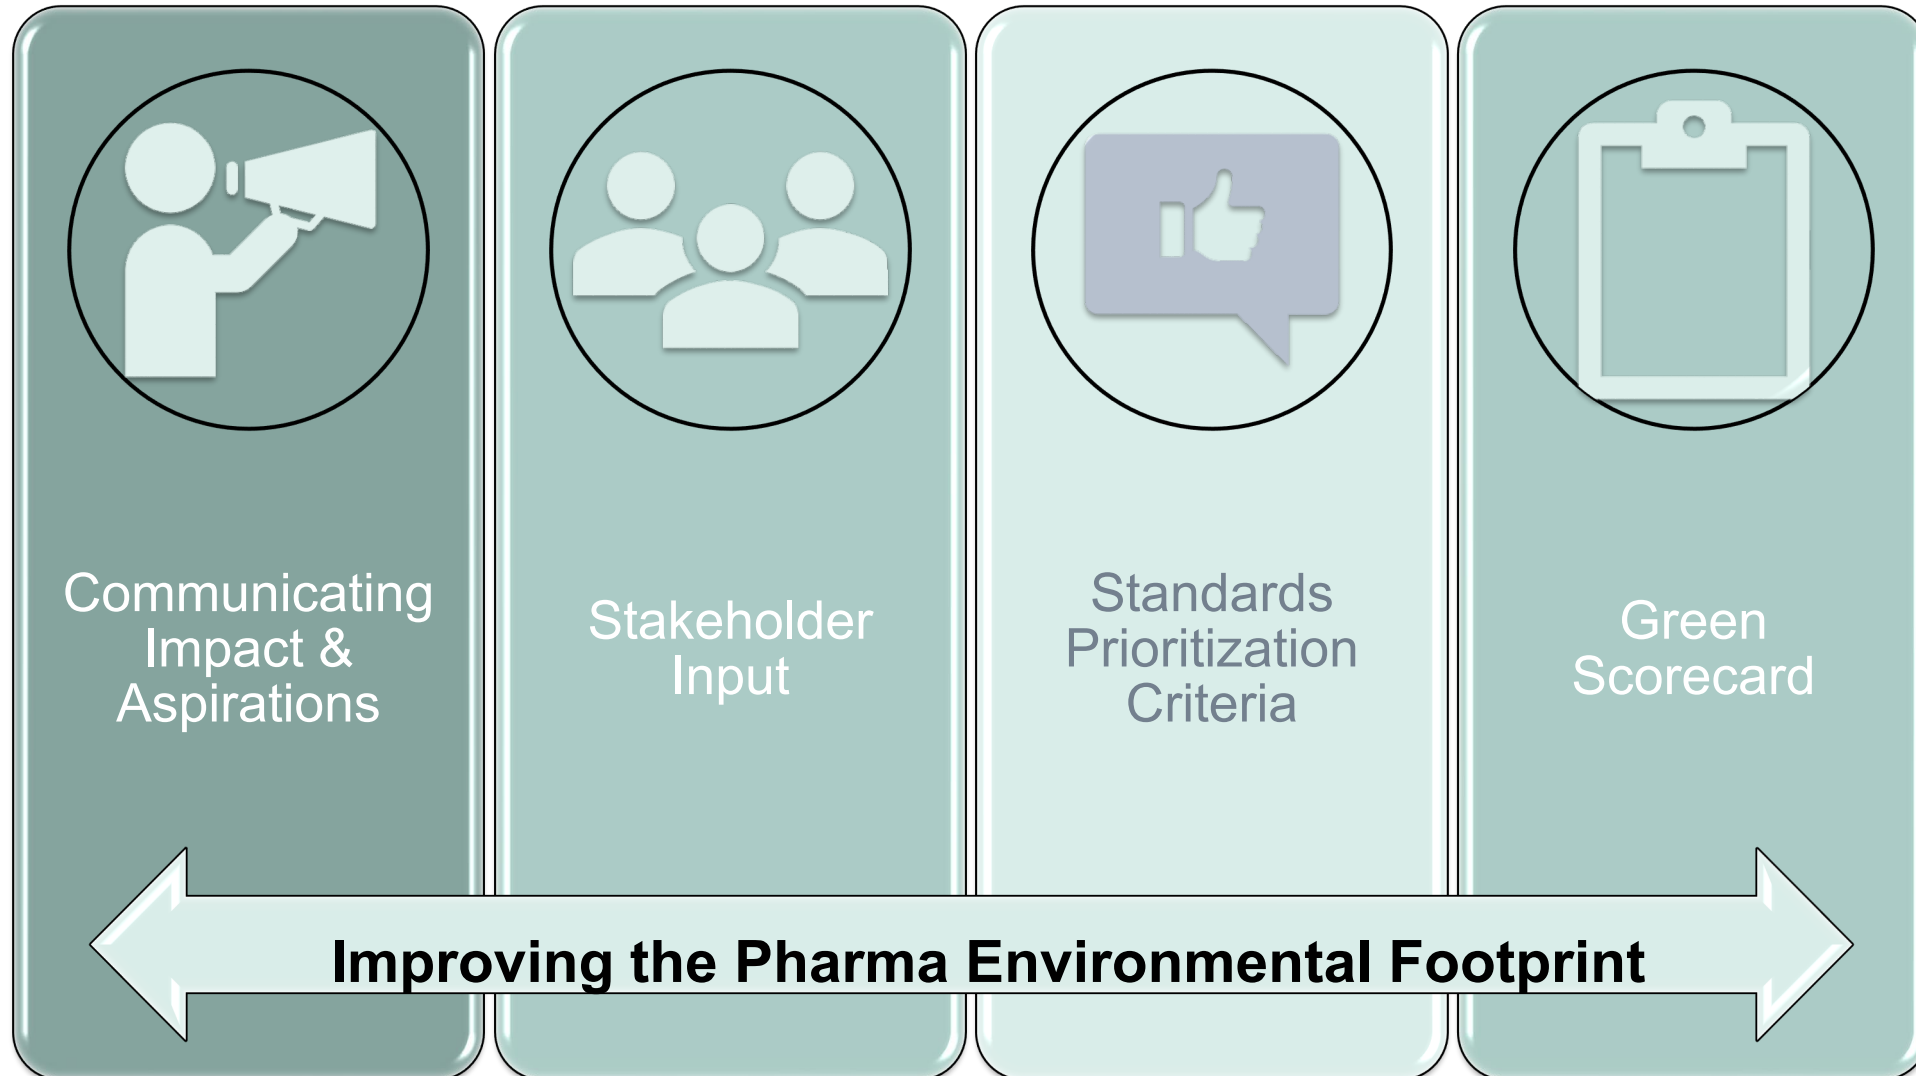 Communicating
Impact &
Aspirations
Stakeholder
Input
Standards
Prioritization
Criteria
Green
Scorecard
Improving the Pharma Environmental Footprint